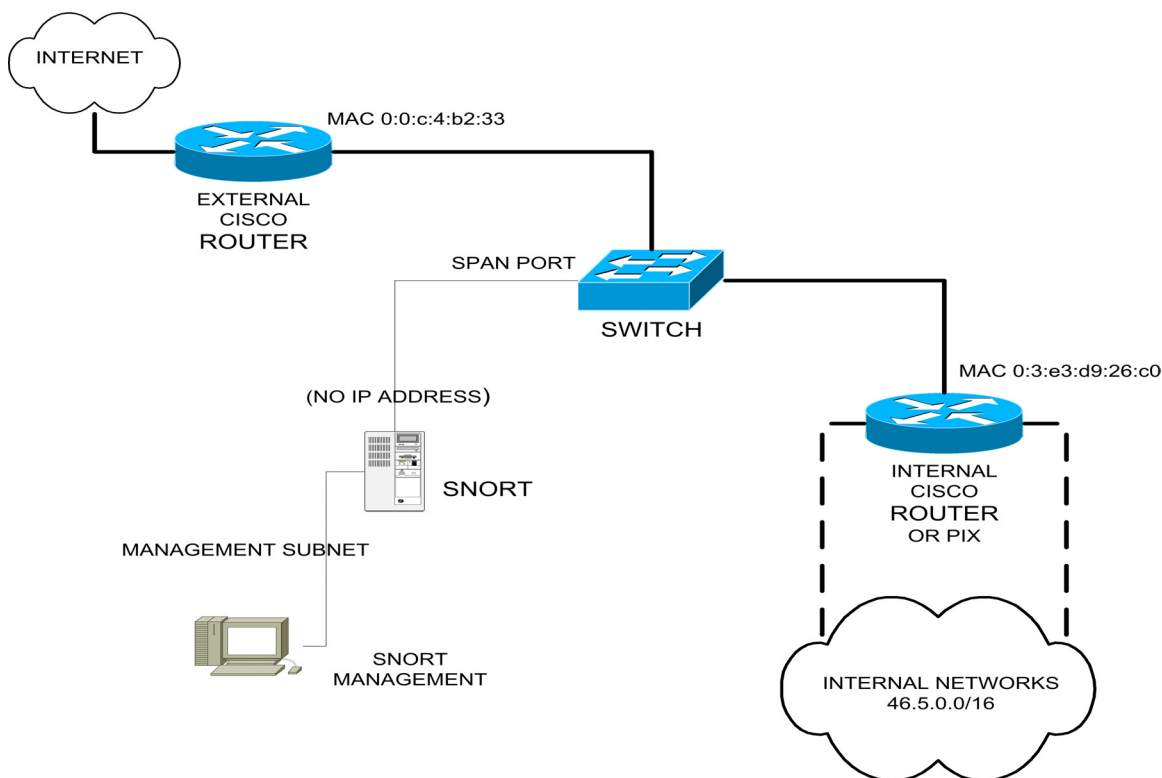 INTERNET
MAC 0:0:c:4:b2:33
EXTERNAL
CISCO
ROUTER
SPAN PORT
SWITCH
MAC 0:3:e3:d9:26:c0
(NO IP ADDRESS)
SNORT
INTERNAL
CISCO
ROUTER
OR PIX
MANAGEMENT SUBNET
SNORT
MANAGEMENT
INTERNAL NETWORKS
46.5.0.0/16